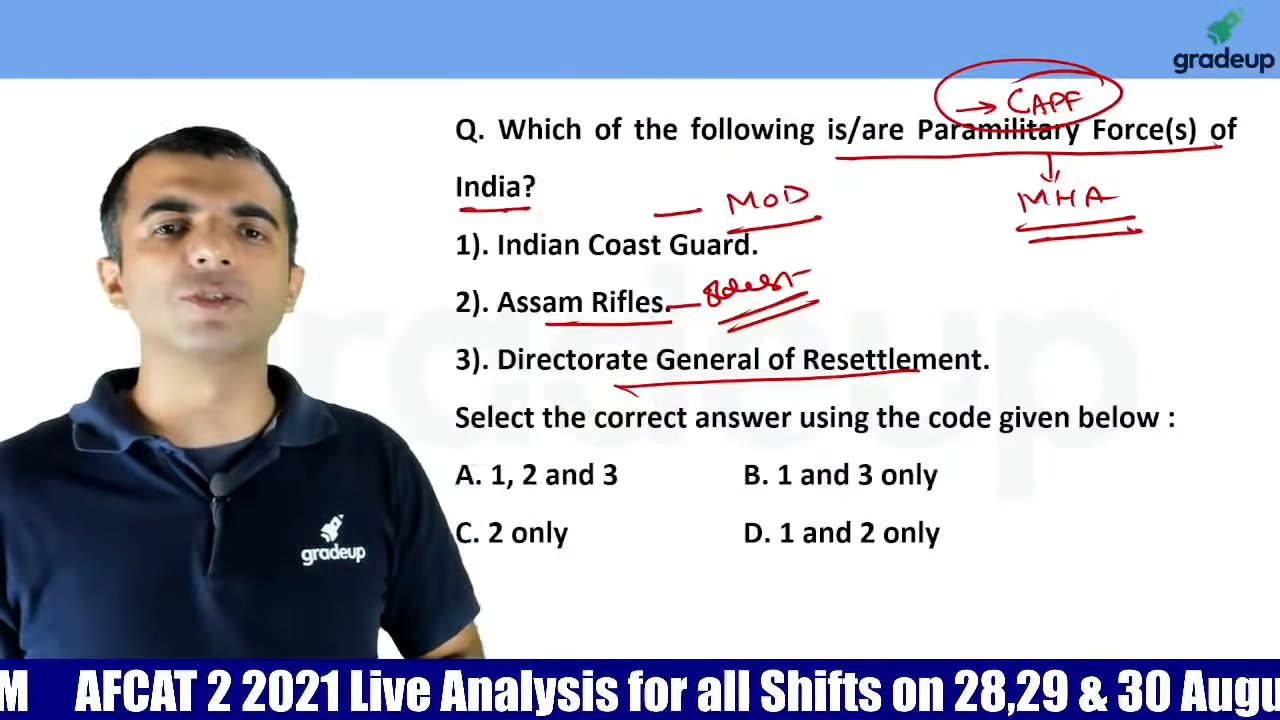 gradeup
→ CAPF
Q. Which of the following is/are Paramilitary Force(s) of
India?
MOD
MHA
1). Indian Coast Guard.
2). Assam Rifles.
3). Directorate General of Resettlement.
Select the correct answer using the code given below :
A. 1, 2 and 3
B. 1 and 3 only
C. 2 only
D. 1 and 2 only
gradeup
M AFCAT 2 2021 Live Analysis for all Shifts on 28,29 & 30 Augu